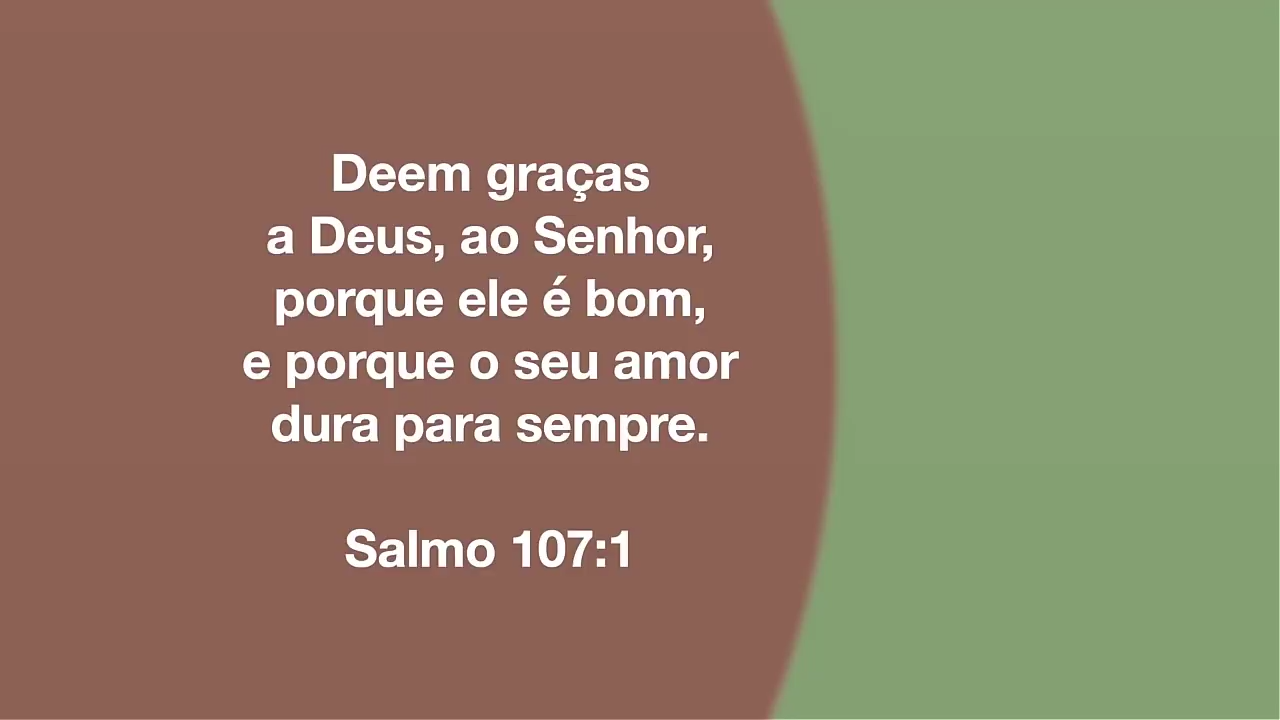 Deem graças
a Deus, ao Senhor,
porque ele é bom,
e porque o seu amor
dura para sempre.
Salmo 107:1